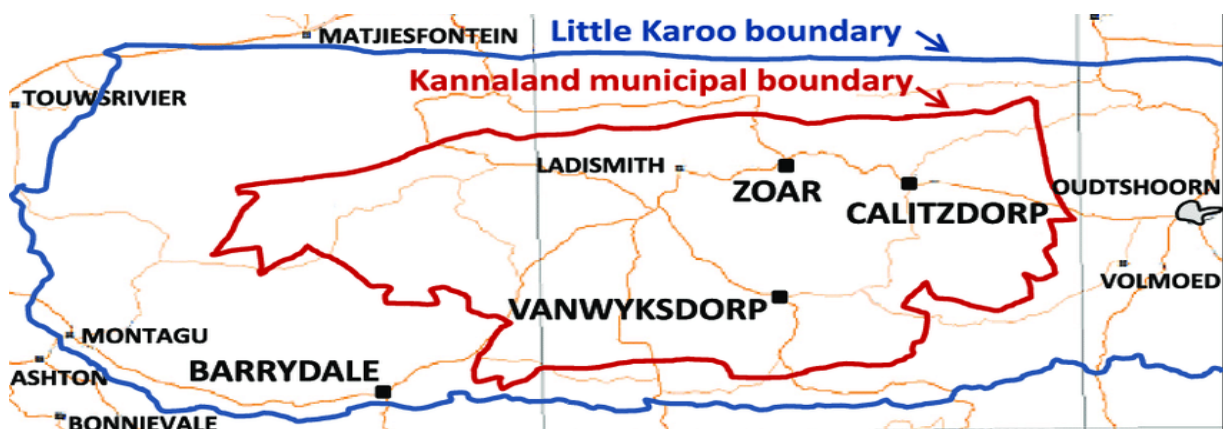 Little Karoo boundary
MATJIESFONTEIN
Kannaland municipal boundary
TOUWSRIVIER
LADISMITH
ZOAR
OUDTSHOORN
CALITZDORP
VOLMOED
VANWYKSDORP
MONTAGU
BARRYDALE
ASHTON
BONNIEVALE